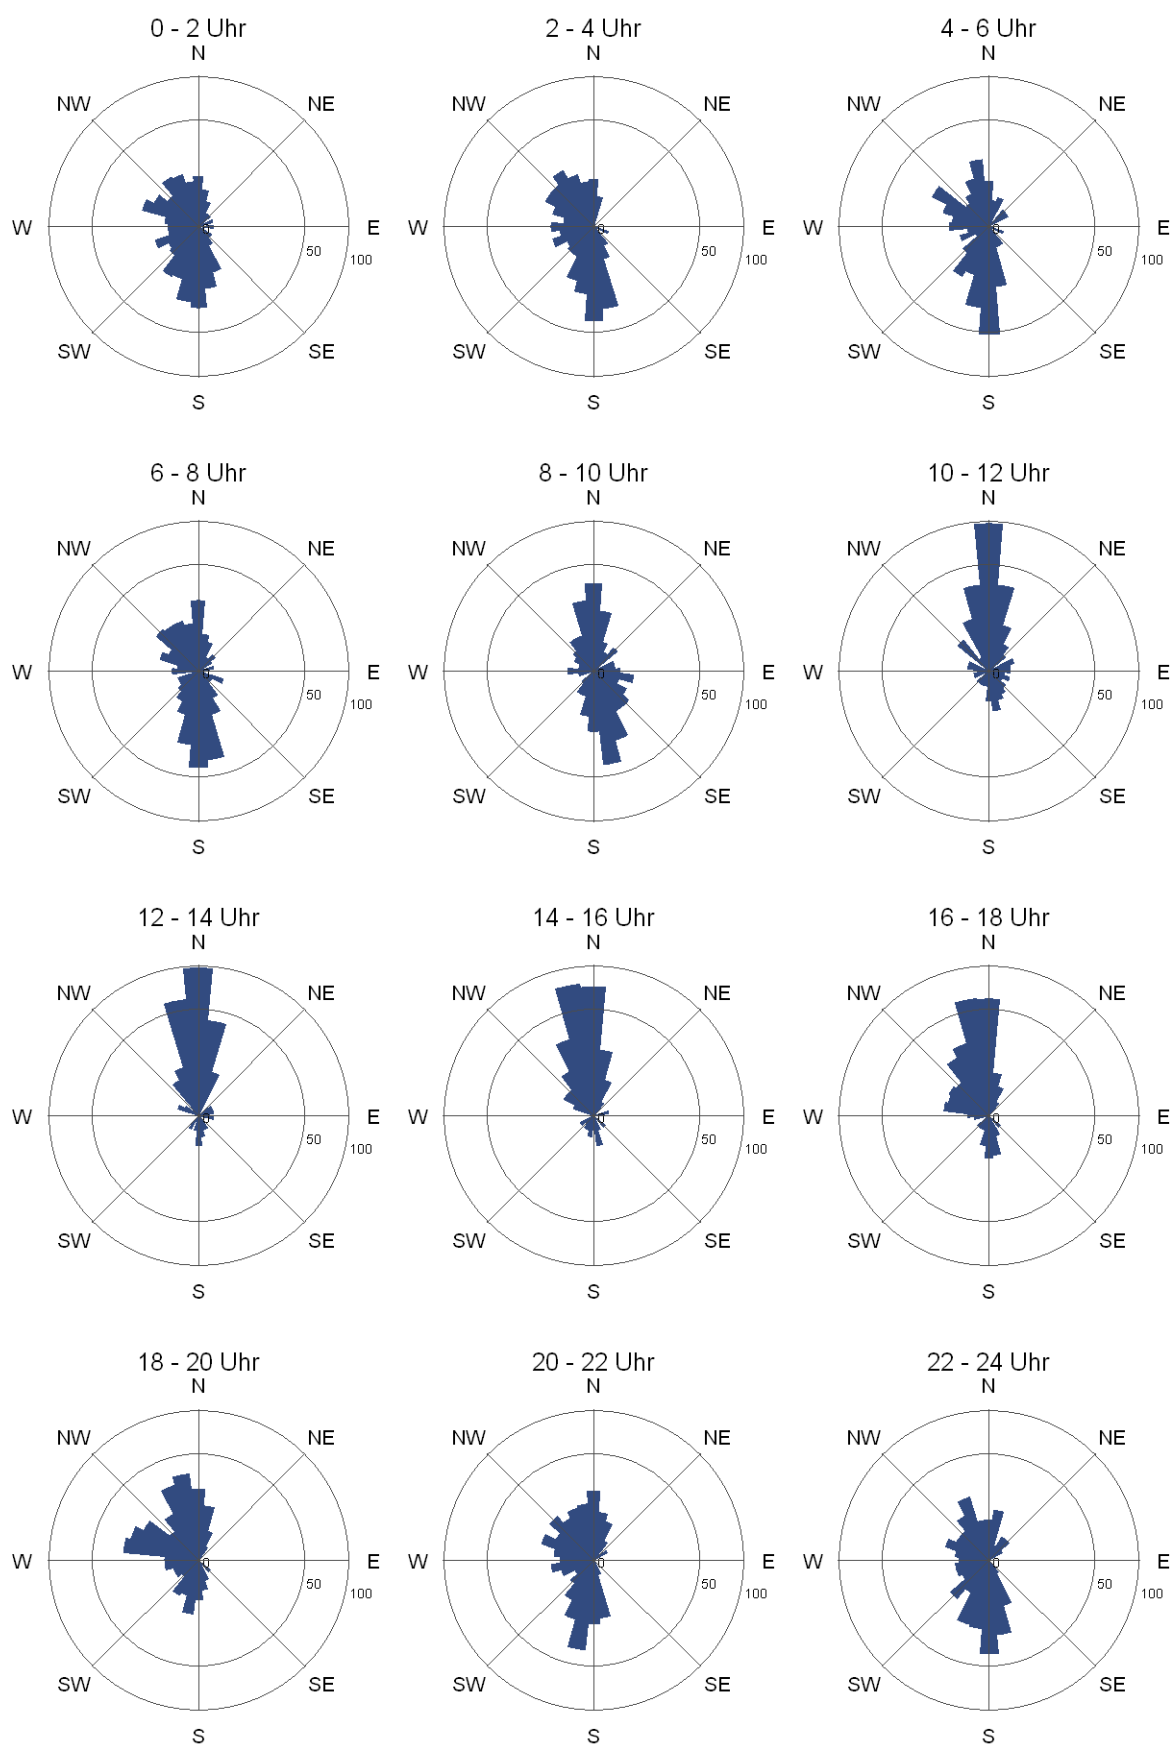 0 - 2 Uhr
N
NW NE
W 0 E
50
100
SW SE
S
2 - 4 Uhr
N
NW NE
W 0 E
50
100
SW SE
S
4 - 6 Uhr
N
NW NE
W 0 E
50
100
SW SE
S
6 - 8 Uhr
N
NW NE
W 0 E
50
100
SW SE
S
8 - 10 Uhr
N
NW NE
W 0 E
50
100
SW SE
S
10 - 12 Uhr
N
NW NE
W 0 E
50
100
SW SE
S
12 - 14 Uhr
N
NW NE
W 0 E
50
100
SW SE
S
14 - 16 Uhr
N
NW NE
W 0 E
50
100
SW SE
S
16 - 18 Uhr
N
NW NE
W 0 E
50
100
SW SE
S
18 - 20 Uhr
N
NW NE
W 0 E
50
100
SW SE
S
20 - 22 Uhr
N
NW NE
W 0 E
50
100
SW SE
S
22 - 24 Uhr
N
NW NE
W 0 E
50
100
SW SE
S